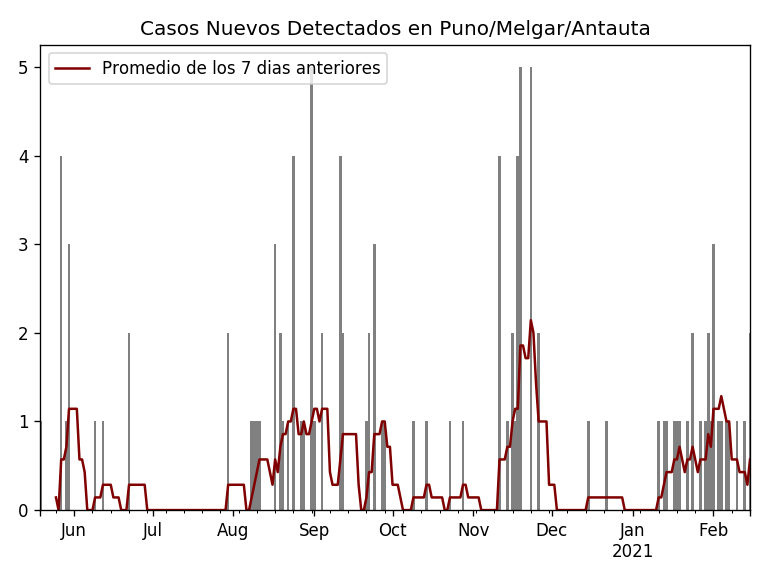 Casos Nuevos Detectados en Puno/Melgar/Antauta
Promedio de los 7 dias anteriores
5
4
3
2
1
0
Jun Jul Aug Sep Oct Nov Dec Jan Feb
2021